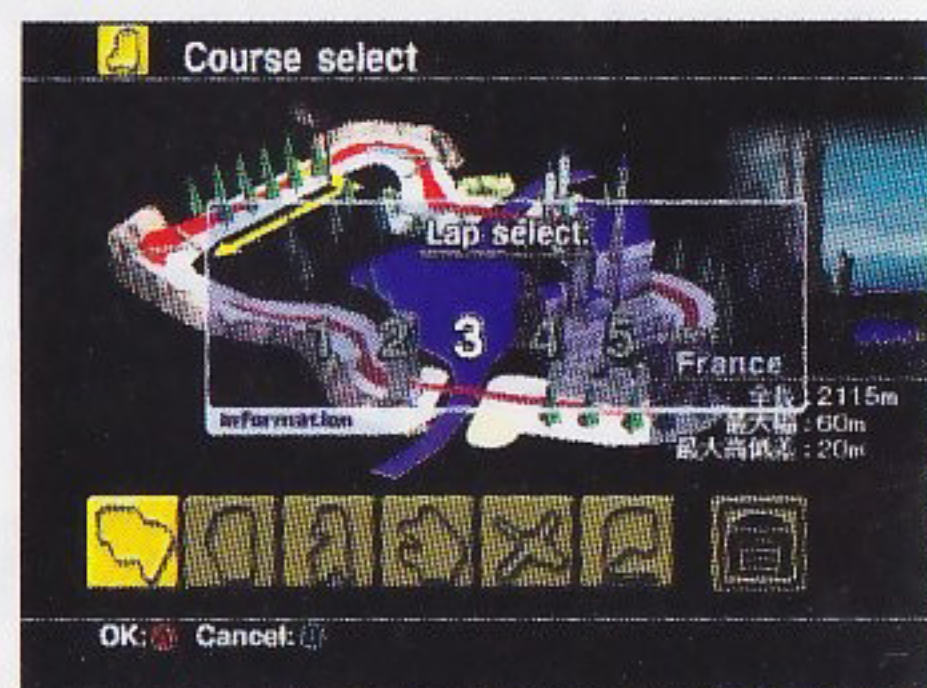 Course select
Lap select.
1 2 3 4 5
France
全長:2115m
最大幅:60m
最大高低差:20m
information
OK: Cancel: